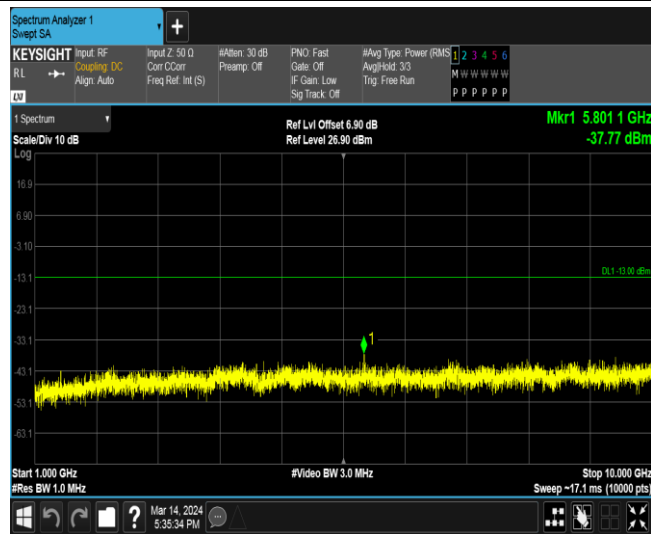 Spectrum Analyzer 1
Swept SA
+
KEYSIGHT
RL
LXI
Input: RF
Coupling: DC
Align: Auto
Input Z: 50 Ω
Corr CCorr
Freq Ref: Int (S)
#Atten: 30 dB
Preamp: Off
PNO: Fast
Gate: Off
IF Gain: Low
Sig Track: Off
#Avg Type: Power (RMS
Avg|Hold: 3/3
Trig: Free Run
1 2 3 4 5 6
M W W W W W
P P P P P P
1 Spectrum
Scale/Div 10 dB
Log
Ref Lvl Offset 6.90 dB
Ref Level 26.90 dBm
Mkr1 5.801 1 GHz
-37.77 dBm
16.9
6.90
-3.10
-13.1
-23.1
-33.1
-43.1
-53.1
-63.1
DL1 -13.00 dBm
1
Start 1.000 GHz
#Res BW 1.0 MHz
#Video BW 3.0 MHz
Stop 10.000 GHz
Sweep ~17.1 ms (10000 pts)
?
Mar 14, 2024
5:35:34 PM